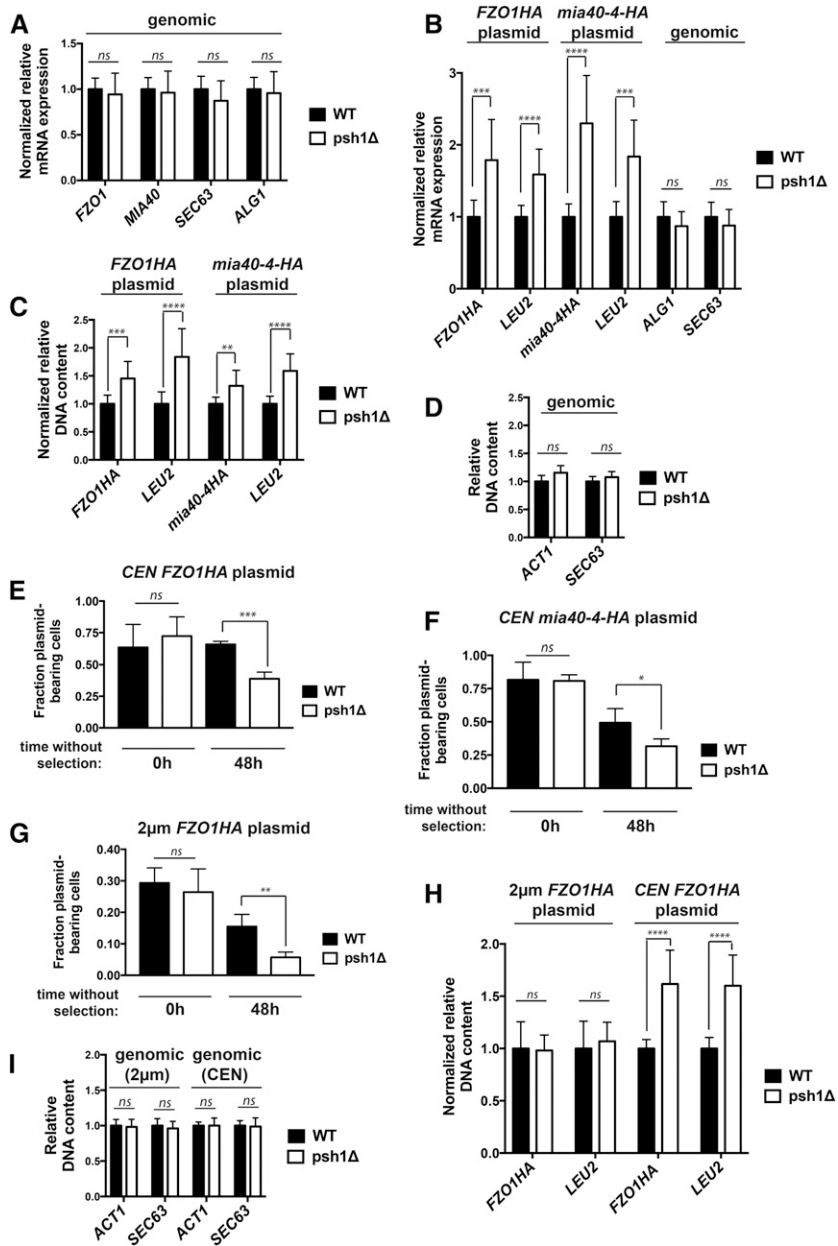 A
genomic
Normalized relative
mRNA expression
1.5
1.0
0.5
0.0
ns
ns
ns
ns
FZO1
MIA40
SEC63
ALG1
WT
psh1Δ
B
FZO1HA
plasmid
mia40-4-HA
plasmid
genomic
Normalized relative
mRNA expression
3
2
1
0
***
****
****
***
ns
ns
FZO1HA
LEU2
mia40-4HA
LEU2
ALG1
SEC63
WT
psh1Δ
C
FZO1HA
plasmid
mia40-4-HA
plasmid
Normalized relative
DNA content
2.5
2.0
1.5
1.0
0.5
0.0
***
****
**
****
FZO1HA
LEU2
mia40-4HA
LEU2
WT
psh1Δ
D
genomic
Relative
DNA content
2.5
2.0
1.5
1.0
0.5
0.0
ns
ns
ACT1
SEC63
WT
psh1Δ
E
CEN FZO1HA plasmid
Fraction plasmid-
bearing cells
1.00
0.75
0.50
0.25
0.00
ns
***
time without
selection:
0h
48h
WT
psh1Δ
F
CEN mia40-4-HA plasmid
Fraction plasmid-
bearing cells
1.00
0.75
0.50
0.25
0.00
ns
*
time without
selection:
0h
48h
WT
psh1Δ
G
2μm FZO1HA plasmid
Fraction plasmid-
bearing cells
0.40
0.30
0.20
0.10
0.00
ns
**
time without
selection:
0h
48h
WT
psh1Δ
H
2μm FZO1HA
plasmid
CEN FZO1HA
plasmid
Normalized relative
DNA content
2.0
1.5
1.0
0.5
0.0
ns
ns
****
****
FZO1HA
LEU2
FZO1HA
LEU2
WT
psh1Δ
I
genomic
(2μm)
genomic
(CEN)
Relative
DNA content
2.0
1.5
1.0
0.5
0.0
ns
ns
ns
ns
ACT1
SEC63
ACT1
SEC63
WT
psh1Δ